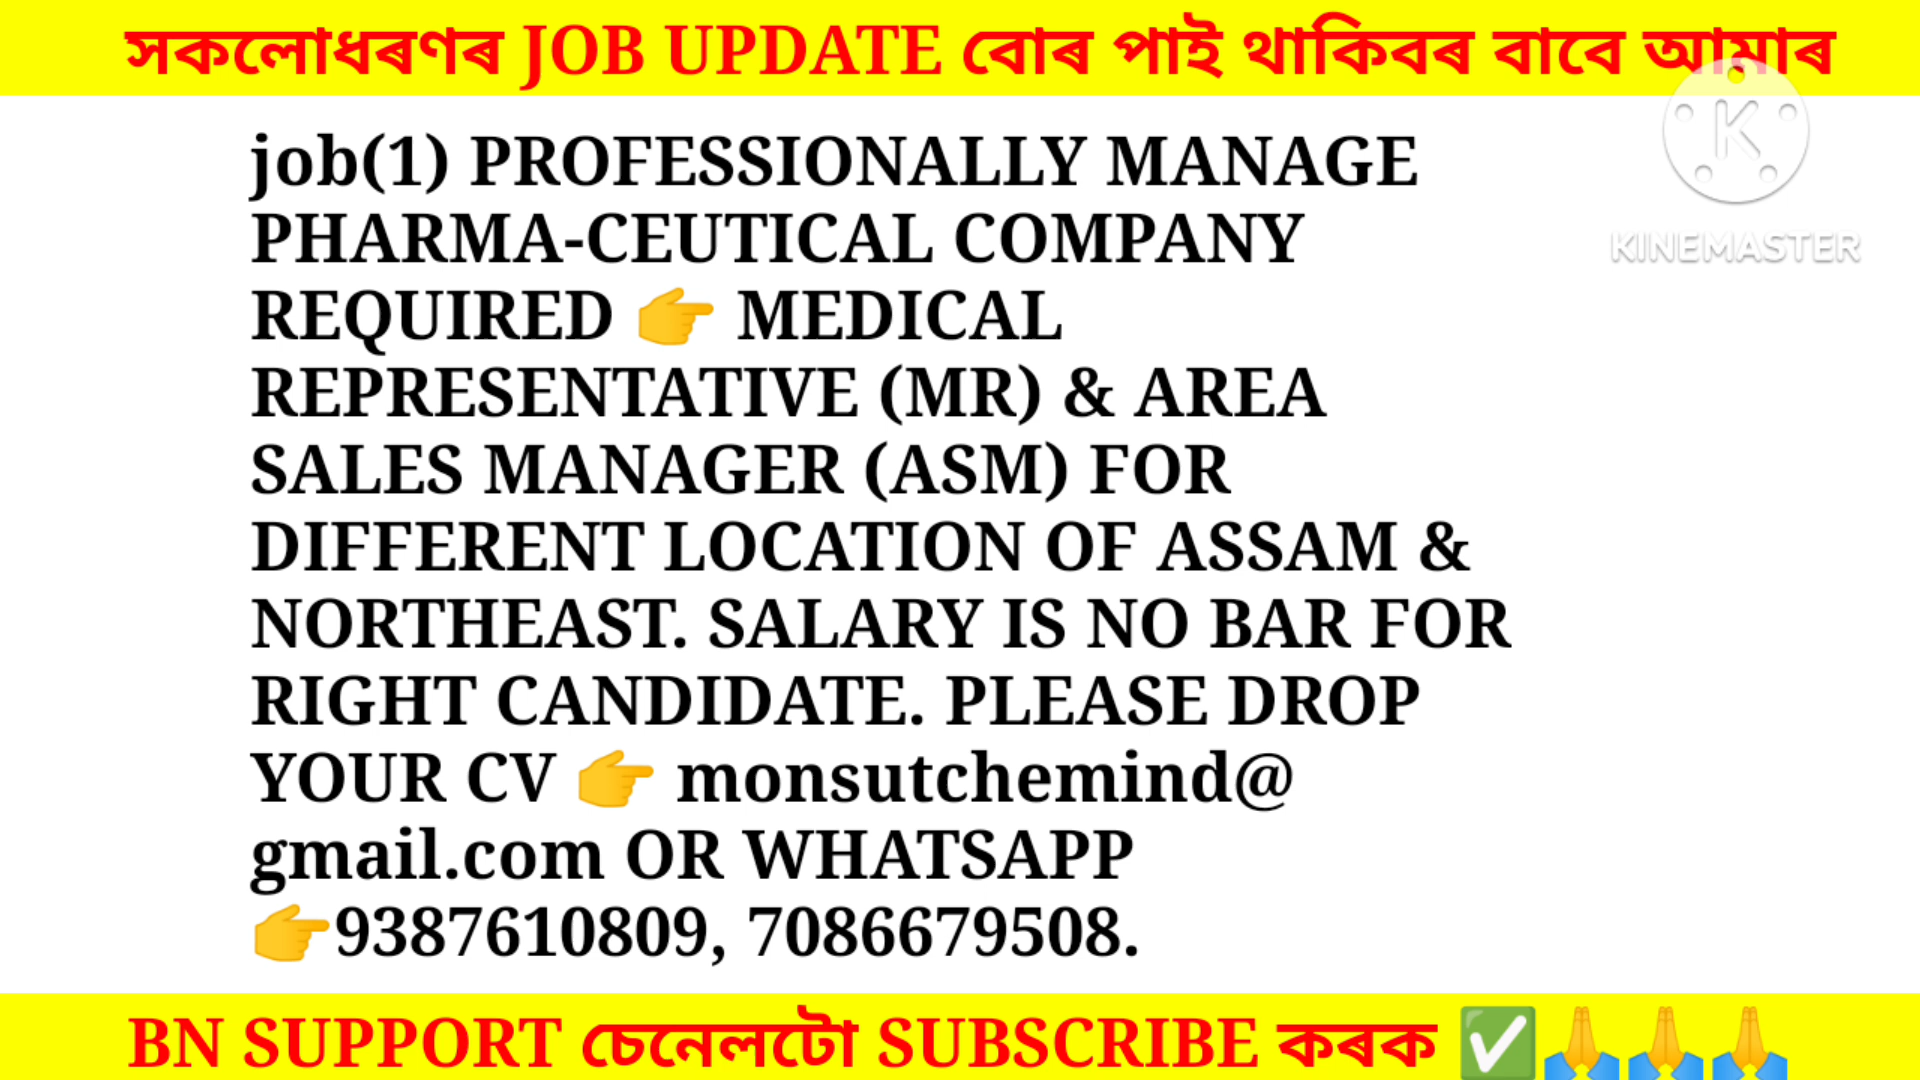 সকলোধৰণৰ JOB UPDATE বোৰ পাই থাকিবৰ বাবে আমাৰ
job(1) PROFESSIONALLY MANAGE
PHARMA-CEUTICAL COMPANY
REQUIRED 👉 MEDICAL
REPRESENTATIVE (MR) & AREA
SALES MANAGER (ASM) FOR
DIFFERENT LOCATION OF ASSAM &
NORTHEAST. SALARY IS NO BAR FOR
RIGHT CANDIDATE. PLEASE DROP
YOUR CV 👉 monsutchemind@
gmail.com OR WHATSAPP
👉9387610809, 7086679508.
K
KINEMASTER
BN SUPPORT চেনেলটো SUBSCRIBE কৰক ✅🙏🙏🙏